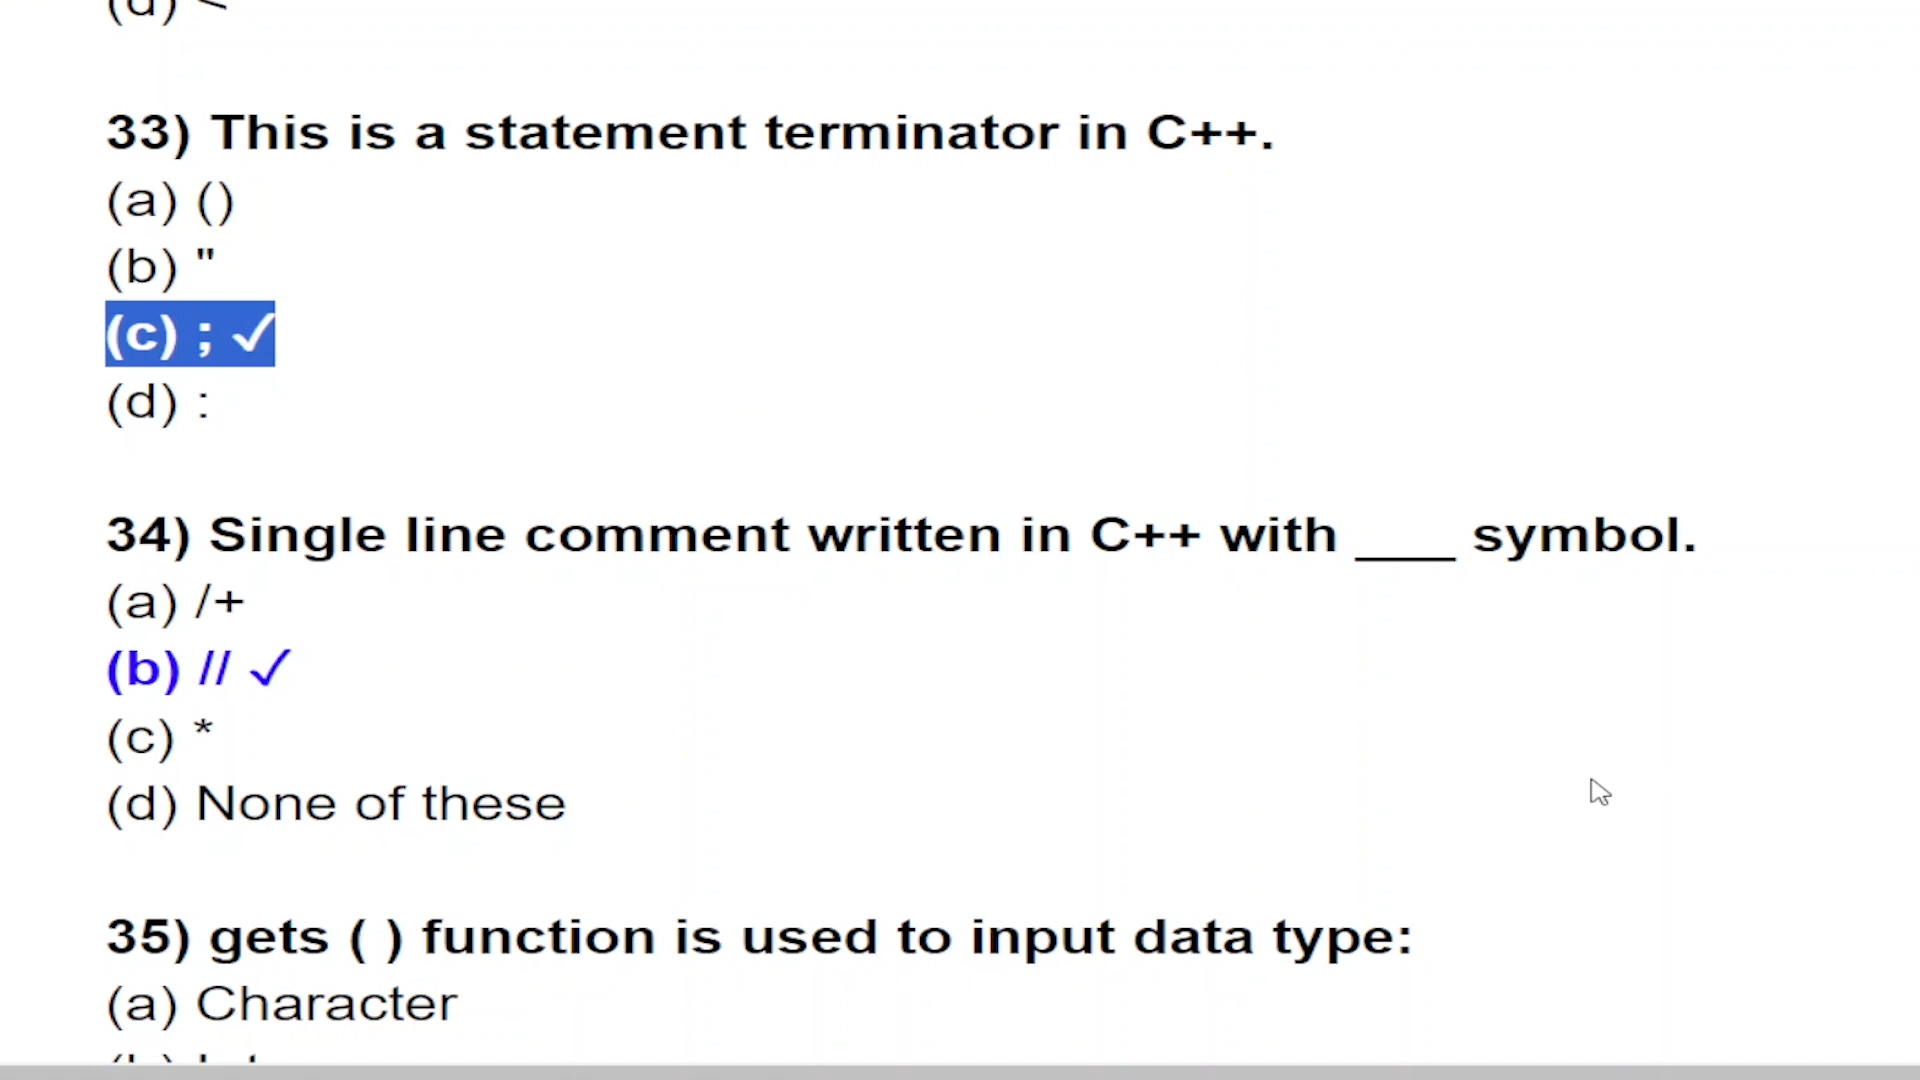 33) This is a statement terminator in C++.
(a) ()
(b) "
(c) ; ✓
(d) :
34) Single line comment written in C++ with ___ symbol.
(a) /+
(b) // ✓
(c) *
(d) None of these
35) gets ( ) function is used to input data type:
(a) Character